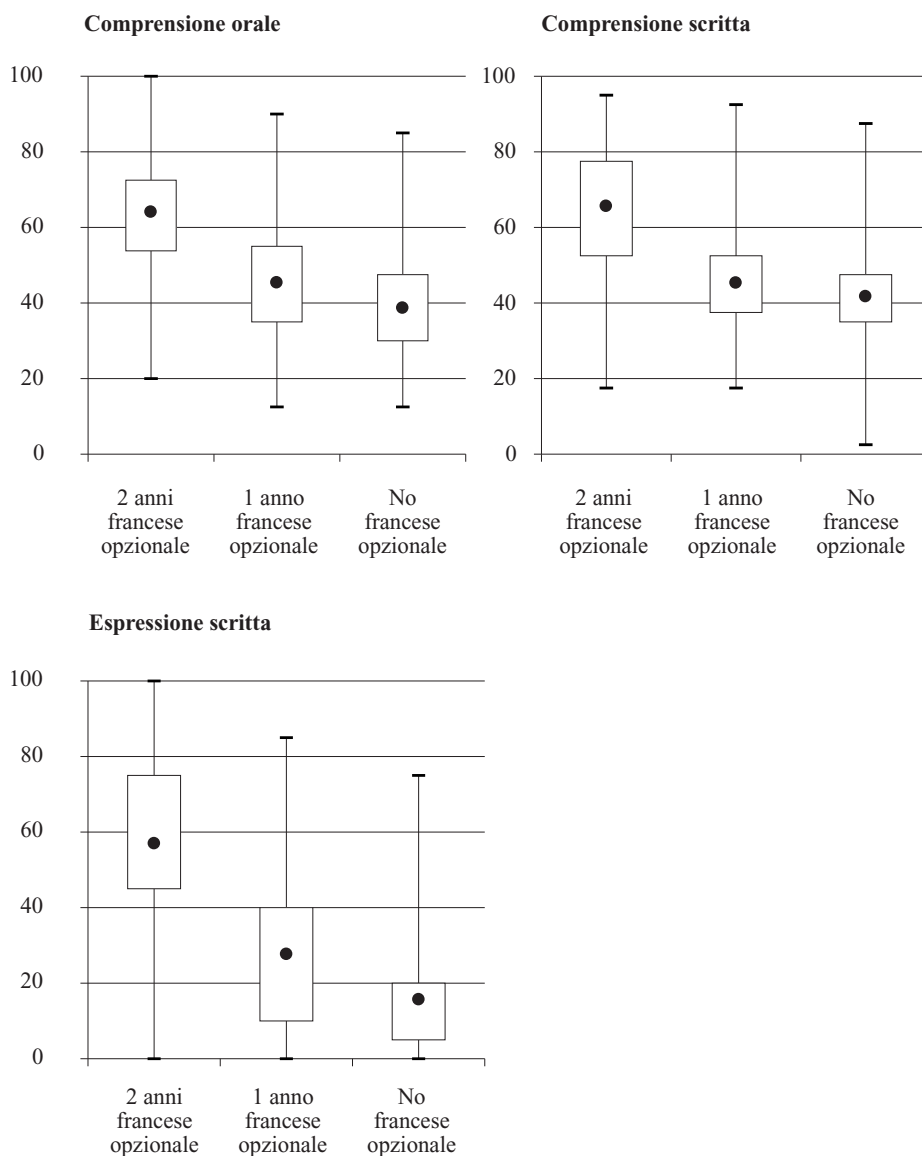 Comprensione orale
100
80
60
40
20
0
2 anni
francese
opzionale
1 anno
francese
opzionale
No
francese
opzionale
Comprensione scritta
100
80
60
40
20
0
2 anni
francese
opzionale
1 anno
francese
opzionale
No
francese
opzionale
Espressione scritta
100
80
60
40
20
0
2 anni
francese
opzionale
1 anno
francese
opzionale
No
francese
opzionale